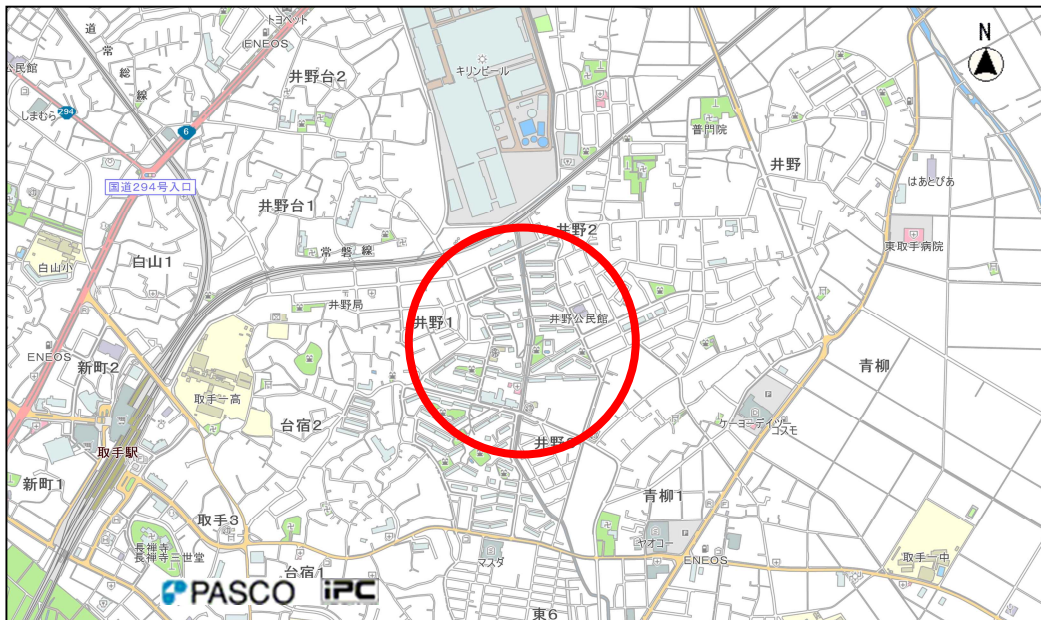 トヨペット
ENEOS
道
常
総
線
公民館
しまむら
294
6
井野台2
キリンビール
N
普門院
井野
はあとぴあ
国道294号入口
井野台1
井野2
東取手病院
白山小
白山1
常磐線
井野局
井野1
井野公民館
ENEOS
新町2
取手一高
青柳
台宿2
ケーヨーデイツー
コスモ
取手駅
新町1
青柳1
取手3
長禅寺
長禅寺三世堂
台宿1
マスダ
ヤオコー
ENEOS
取手一中
PASCO
iPC
東6